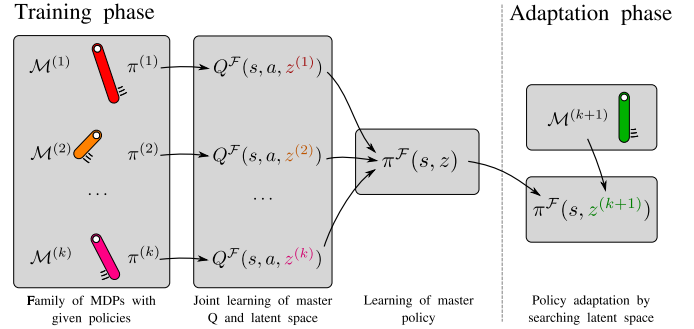 Training phase
Adaptation phase
ℳ⁽¹⁾ π⁽¹⁾ Q^ℱ(s, a, z⁽¹⁾)
ℳ⁽²⁾ π⁽²⁾ Q^ℱ(s, a, z⁽²⁾)
... ...
ℳ⁽ᵏ⁾ π⁽ᵏ⁾ Q^ℱ(s, a, z⁽ᵏ⁾)
π^ℱ(s, z)
ℳ⁽ᵏ⁺¹⁾
π^ℱ(s, z⁽ᵏ⁺¹⁾)
Family of MDPs with
given policies
Joint learning of master
Q and latent space
Learning of master
policy
Policy adaptation by
searching latent space